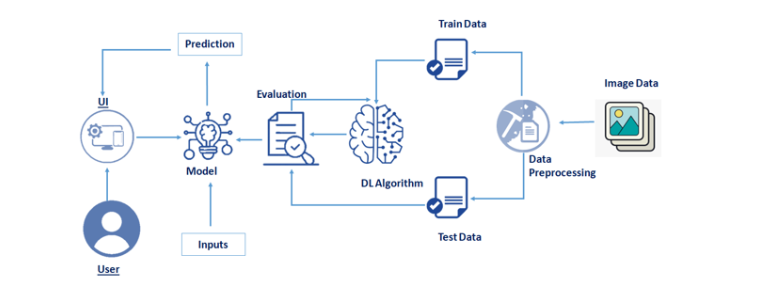 Train Data
Prediction
Image Data
Evaluation
UI
Data
Preprocessing
Model
DL Algorithm
Test Data
Inputs
User